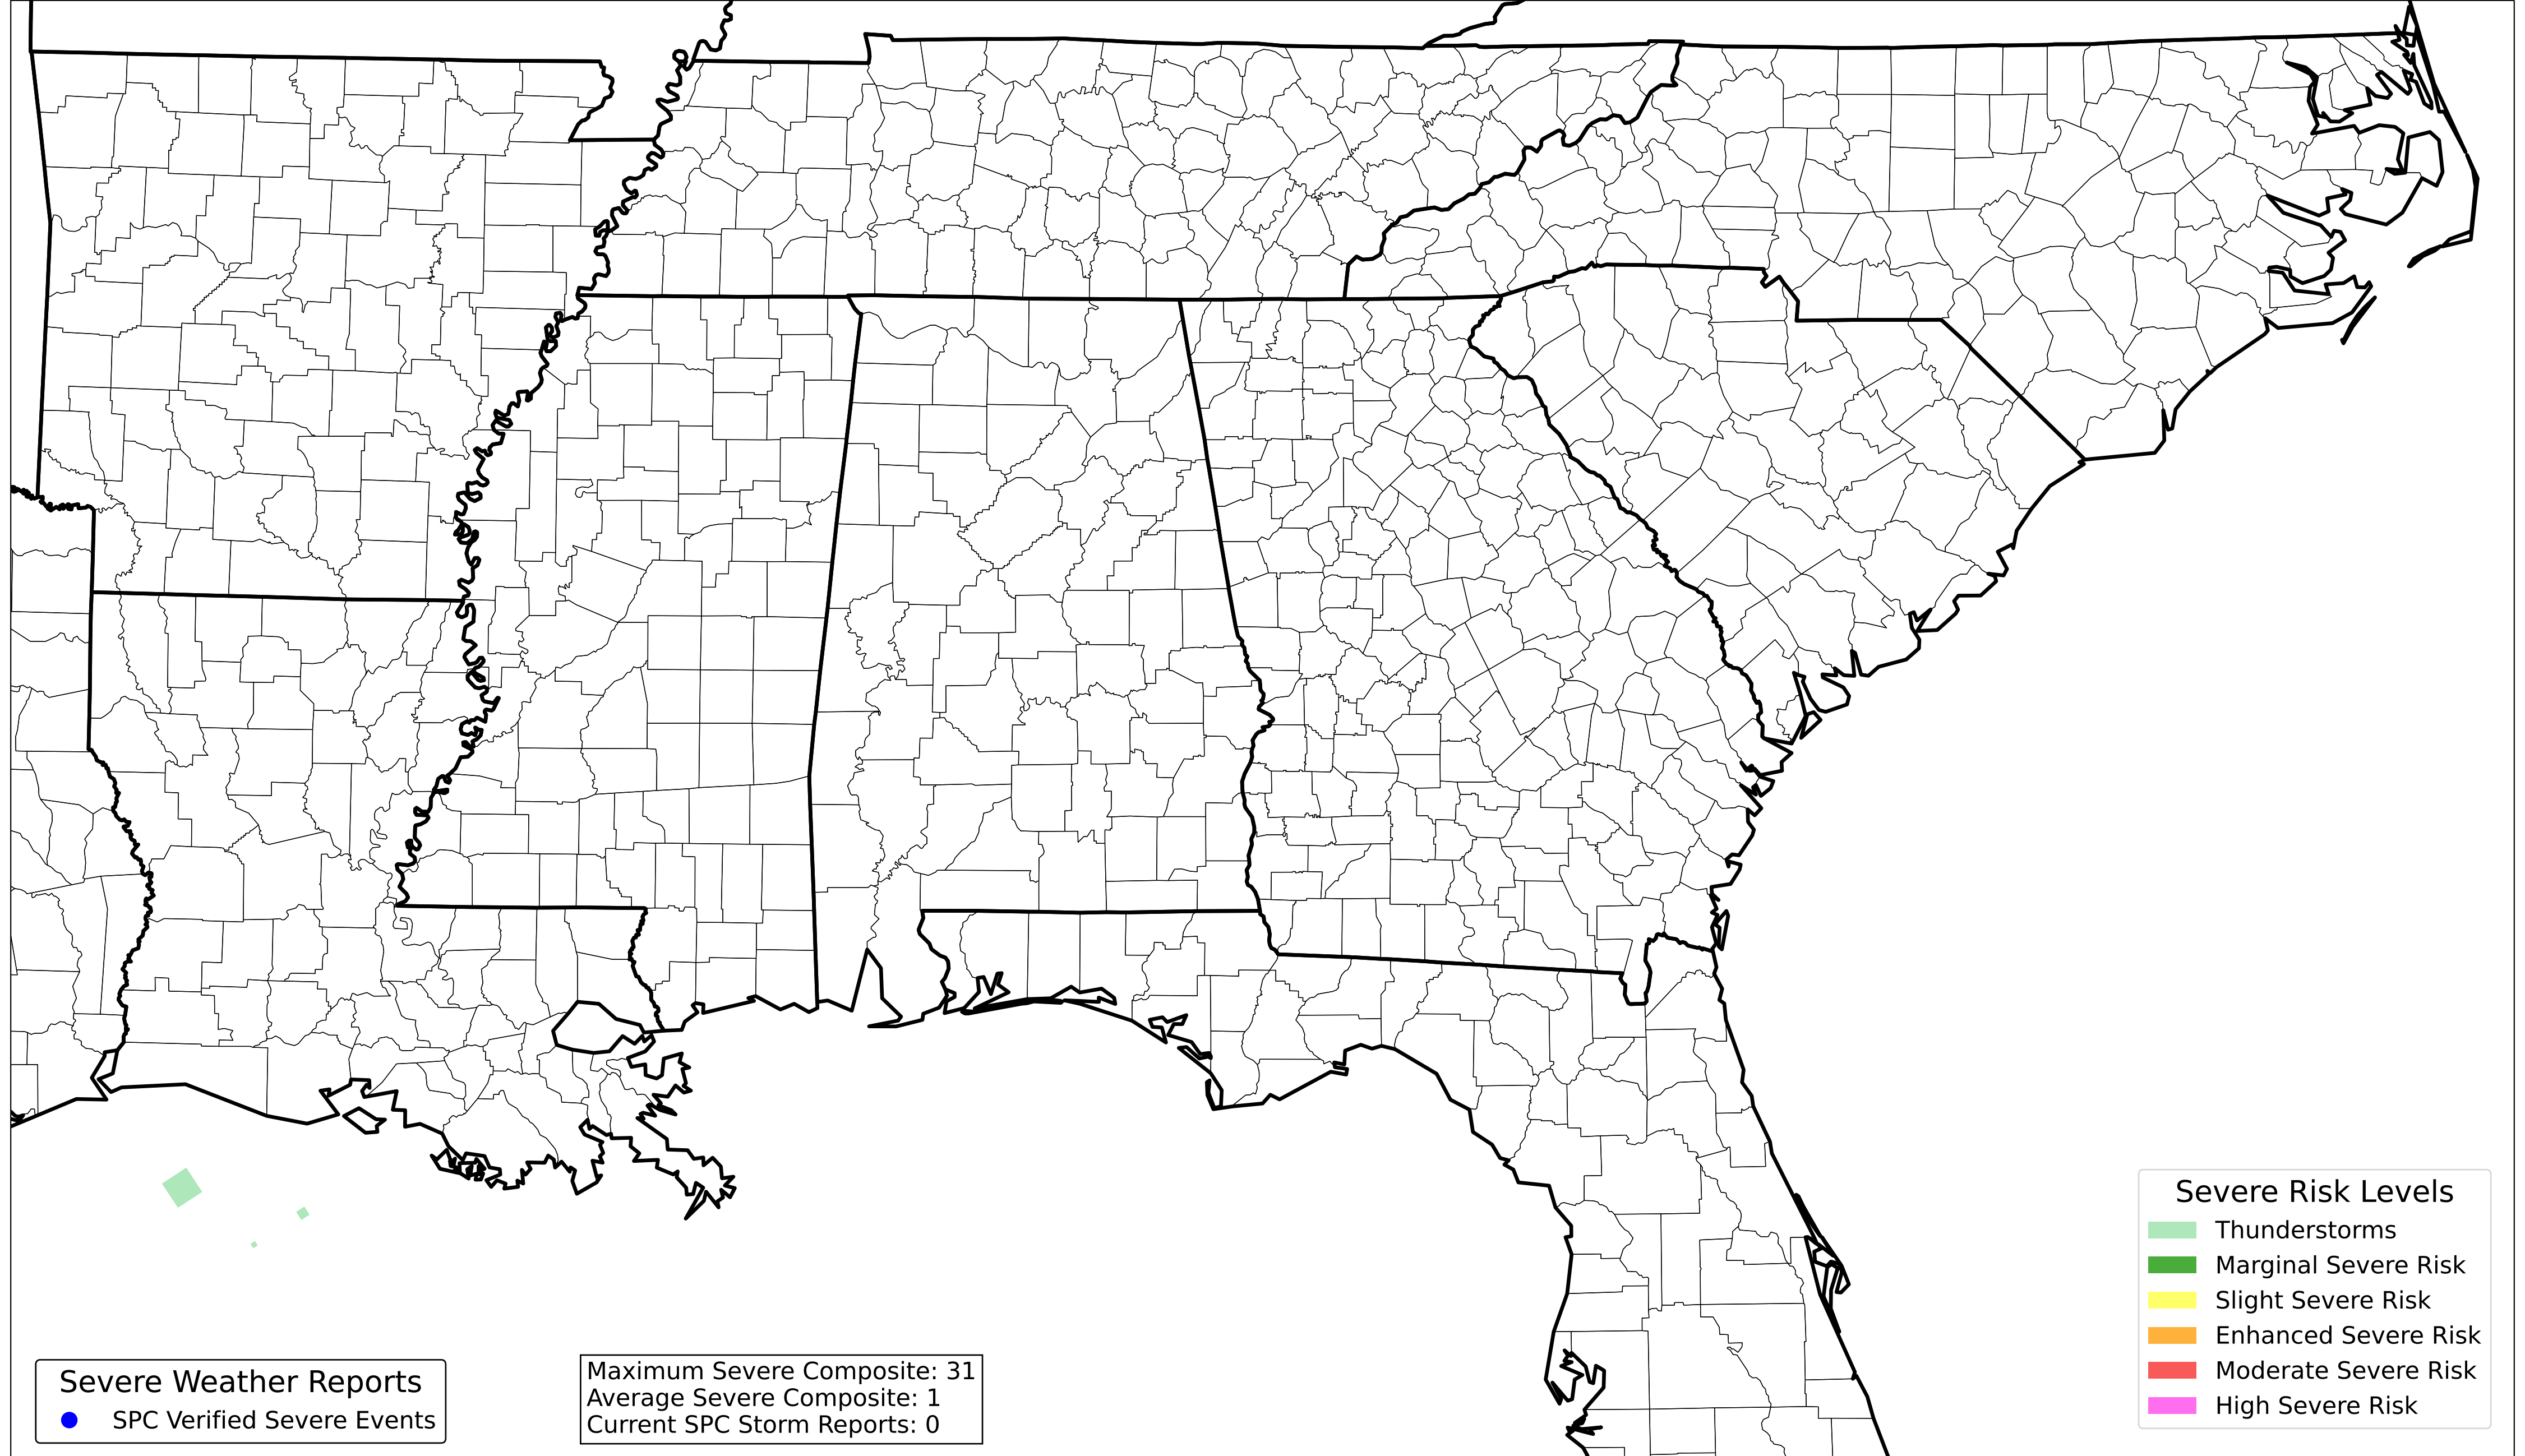 Severe Risk Levels
Thunderstorms
Marginal Severe Risk
Slight Severe Risk
Enhanced Severe Risk
Moderate Severe Risk
High Severe Risk
Severe Weather Reports
SPC Verified Severe Events
Maximum Severe Composite: 31
Average Severe Composite: 1
Current SPC Storm Reports: 0